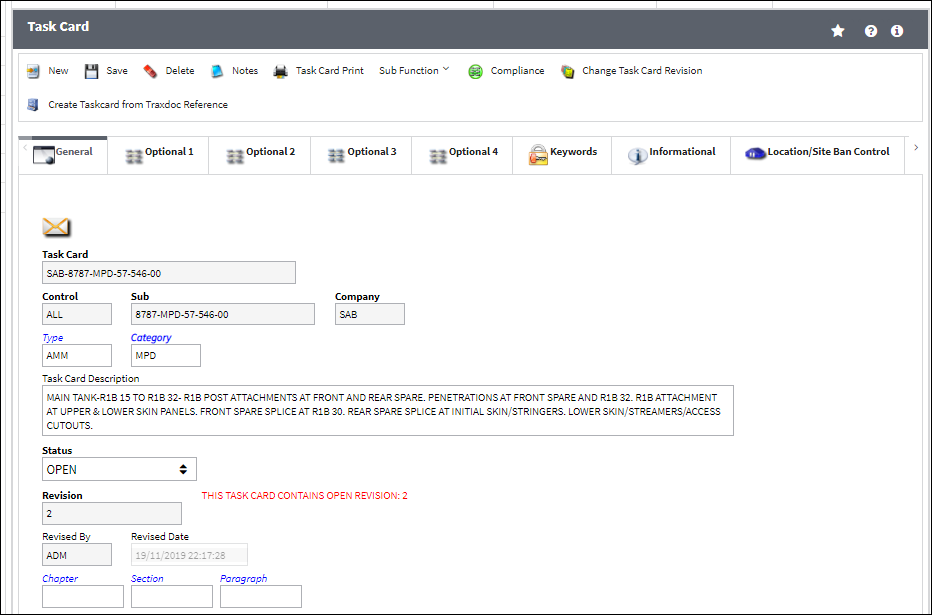 Task Card
New Save Delete Notes Task Card Print Sub Function Compliance Change Task Card Revision
Create Taskcard from Traxdoc Reference
General Optional 1 Optional 2 Optional 3 Optional 4 Keywords Informational Location/Site Ban Control
Task Card
SAB-8787-MPD-57-546-00
Control Sub Company
ALL 8787-MPD-57-546-00 SAB
Type Category
AMM MPD
Task Card Description
MAIN TANK-R1B 15 TO R1B 32- R1B POST ATTACHMENTS AT FRONT AND REAR SPARE. PENETRATIONS AT FRONT SPARE AND R1B 32. R1B ATTACHMENT
AT UPPER & LOWER SKIN PANELS. FRONT SPARE SPLICE AT R1B 30. REAR SPARE SPLICE AT INITIAL SKIN/STRINGERS. LOWER SKIN/STREAMERS/ACCESS
CUTOUTS.
Status
OPEN
Revision THIS TASK CARD CONTAINS OPEN REVISION: 2
2
Revised By Revised Date
ADM 19/11/2019 22:17:28
Chapter Section Paragraph